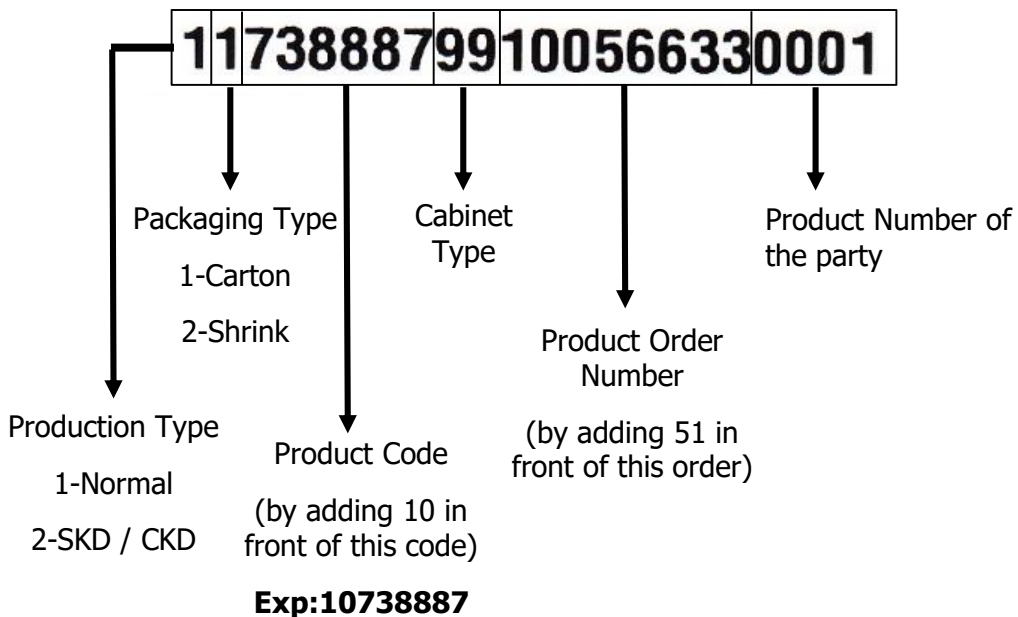 1173888799100566330001
Packaging Type
1-Carton
2-Shrink
Cabinet
Type
Product Number of
the party
Production Type
1-Normal
2-SKD / CKD
Product Code
(by adding 10 in
front of this code)
Exp:10738887
Product Order
Number
(by adding 51 in
front of this order)